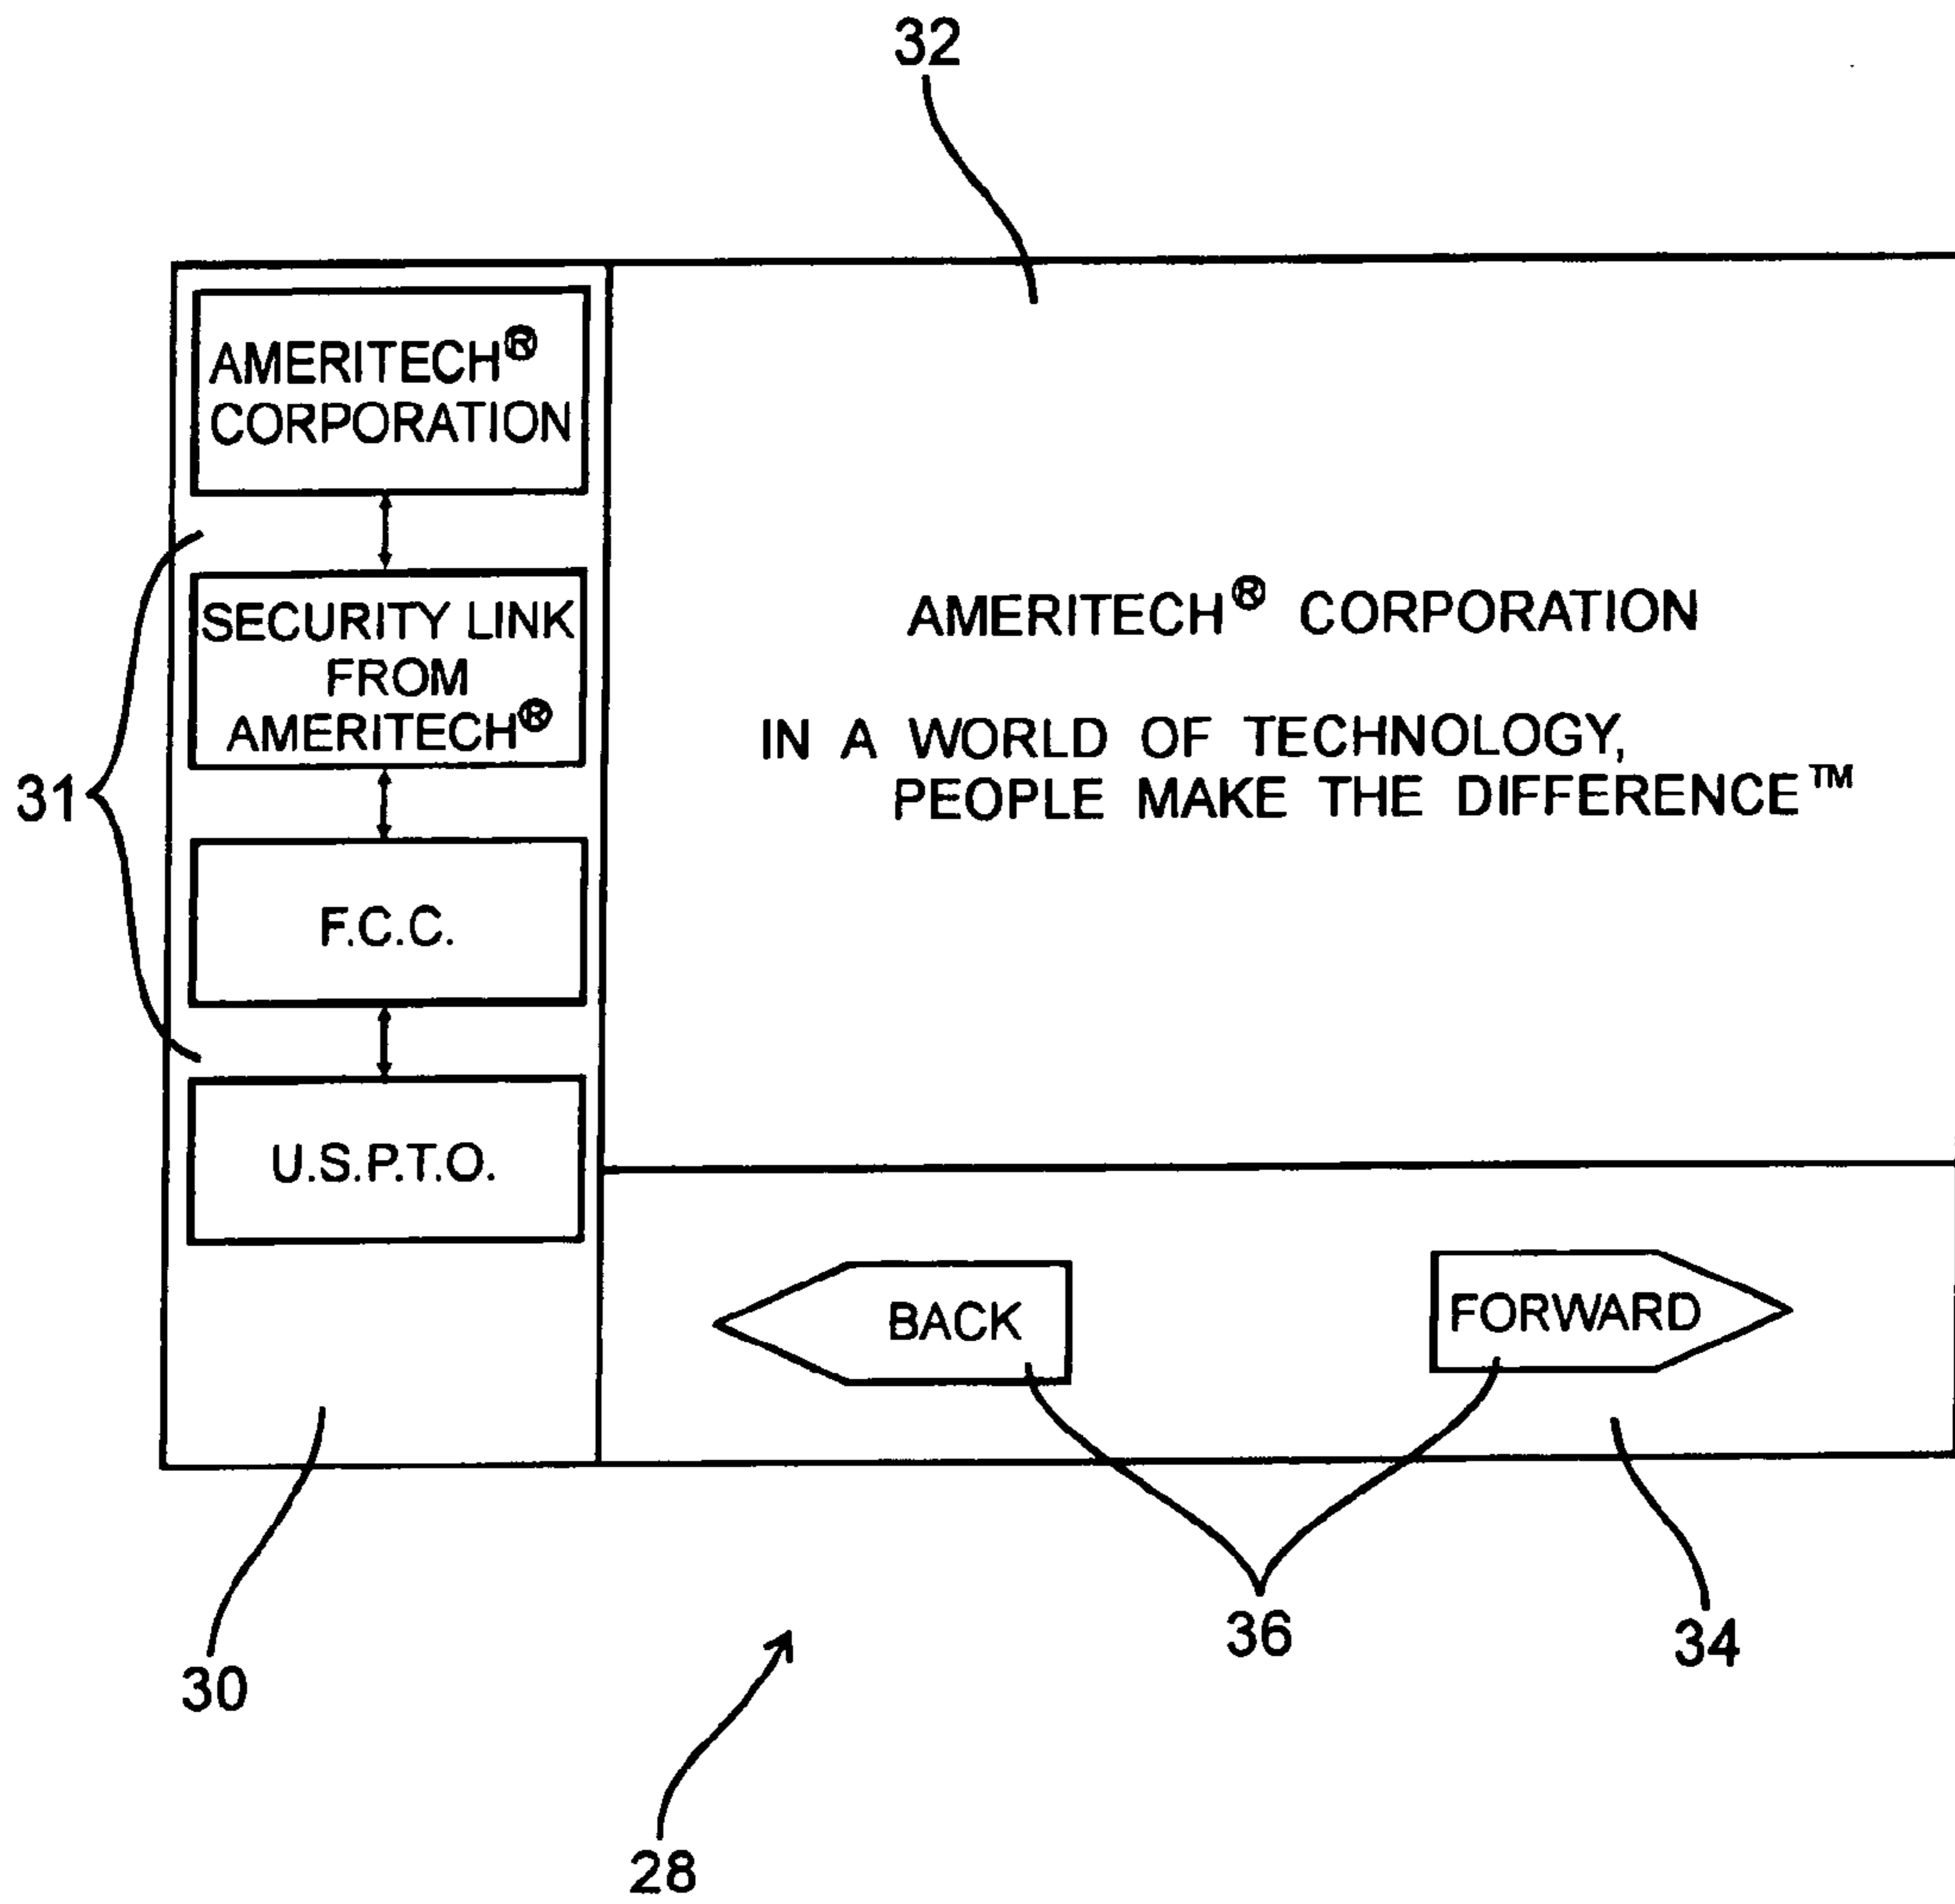 32
AMERITECH®
CORPORATION
SECURITY LINK
FROM
AMERITECH®
F.C.C.
U.S.P.T.O.
31
AMERITECH® CORPORATION
IN A WORLD OF TECHNOLOGY,
PEOPLE MAKE THE DIFFERENCE™
BACK
FORWARD
30
36
34
28